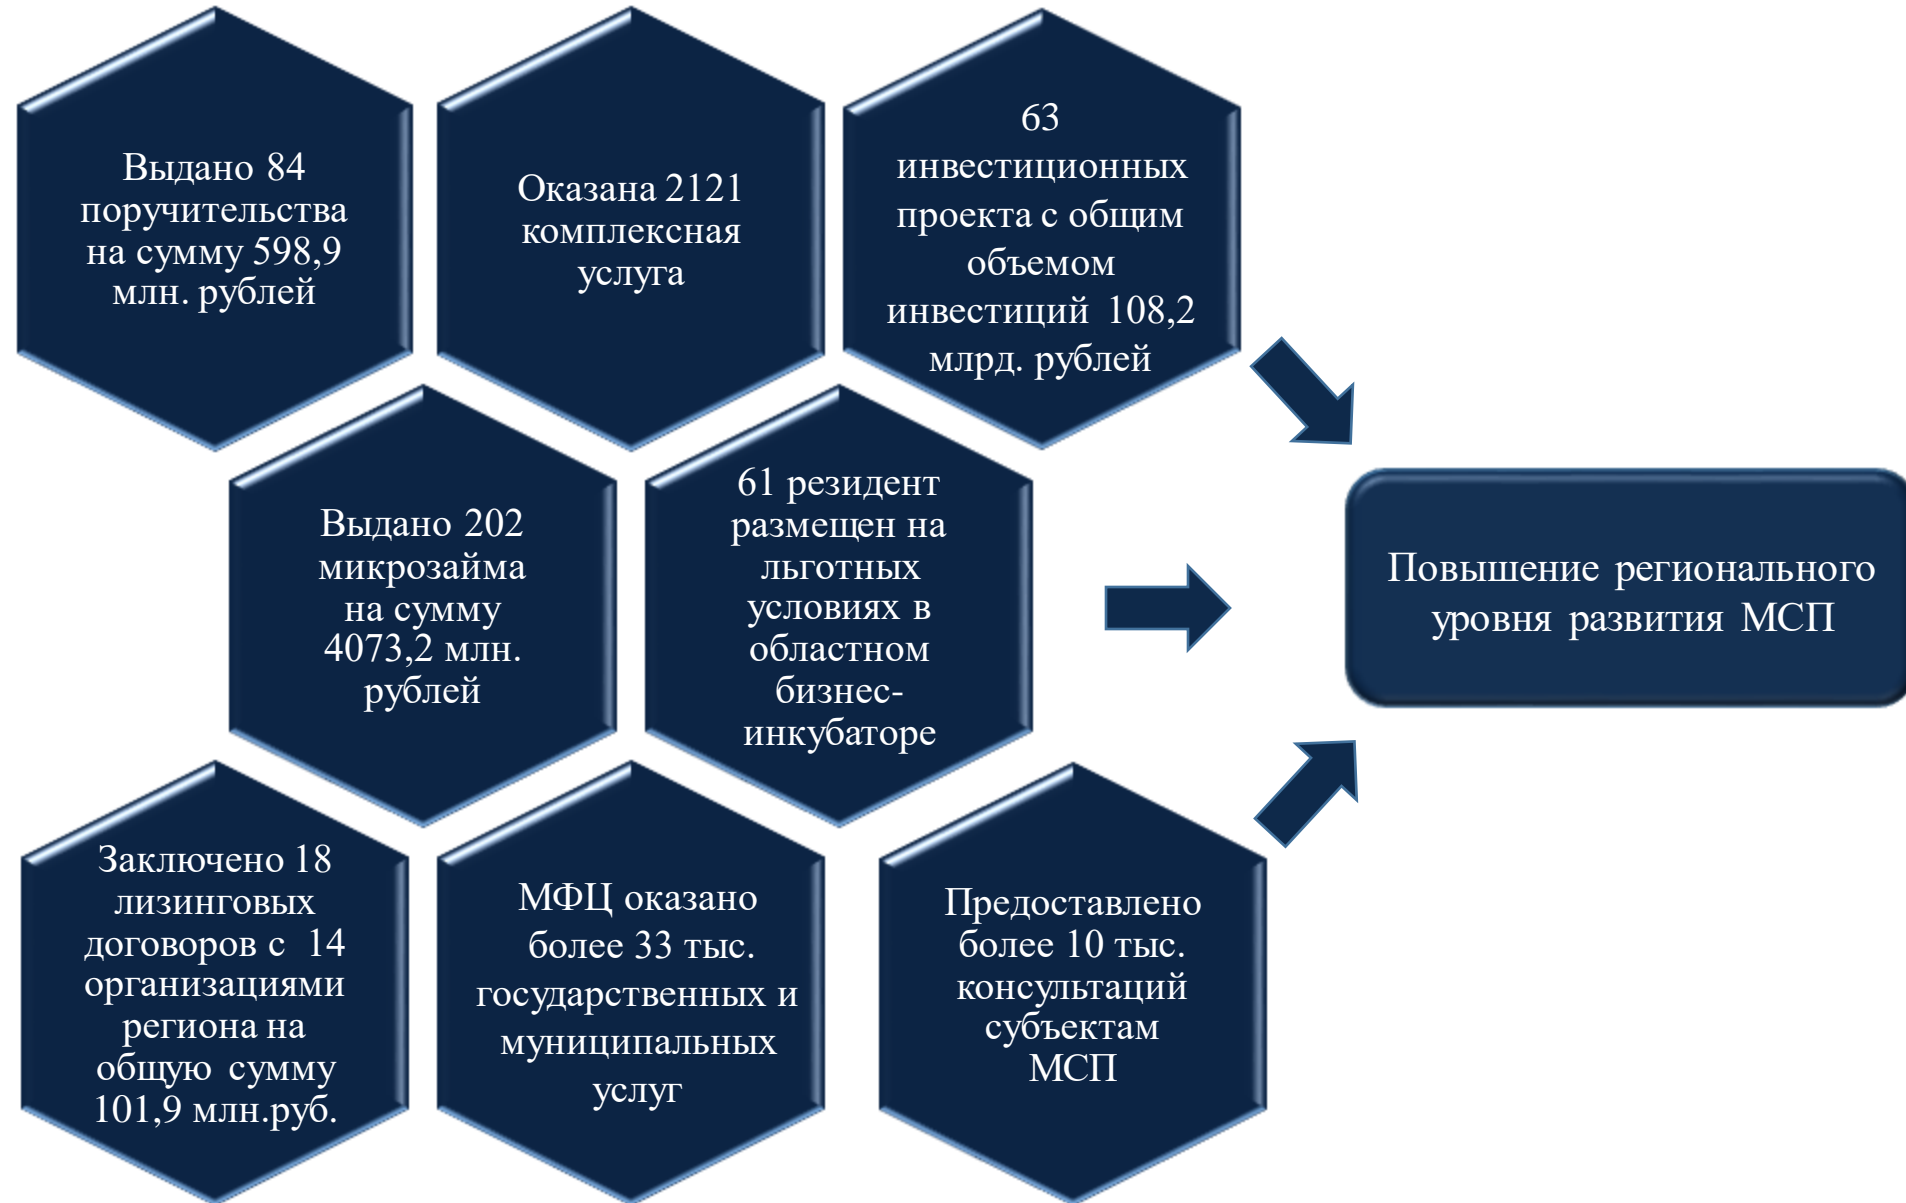 Выдано 84
поручительства
на сумму 598,9
млн. рублей
Оказана 2121
комплексная
услуга
63
инвестиционных
проекта с общим
объемом
инвестиций 108,2
млрд. рублей
Выдано 202
микрозайма
на сумму
4073,2 млн.
рублей
61 резидент
размещен на
льготных
условиях в
областном
бизнес-
инкубаторе
Повышение регионального
уровня развития МСП
Заключено 18
лизинговых
договоров с 14
организациями
региона на
общую сумму
101,9 млн.руб.
МФЦ оказано
более 33 тыс.
государственных и
муниципальных
услуг
Предоставлено
более 10 тыс.
консультаций
субъектам
МСП